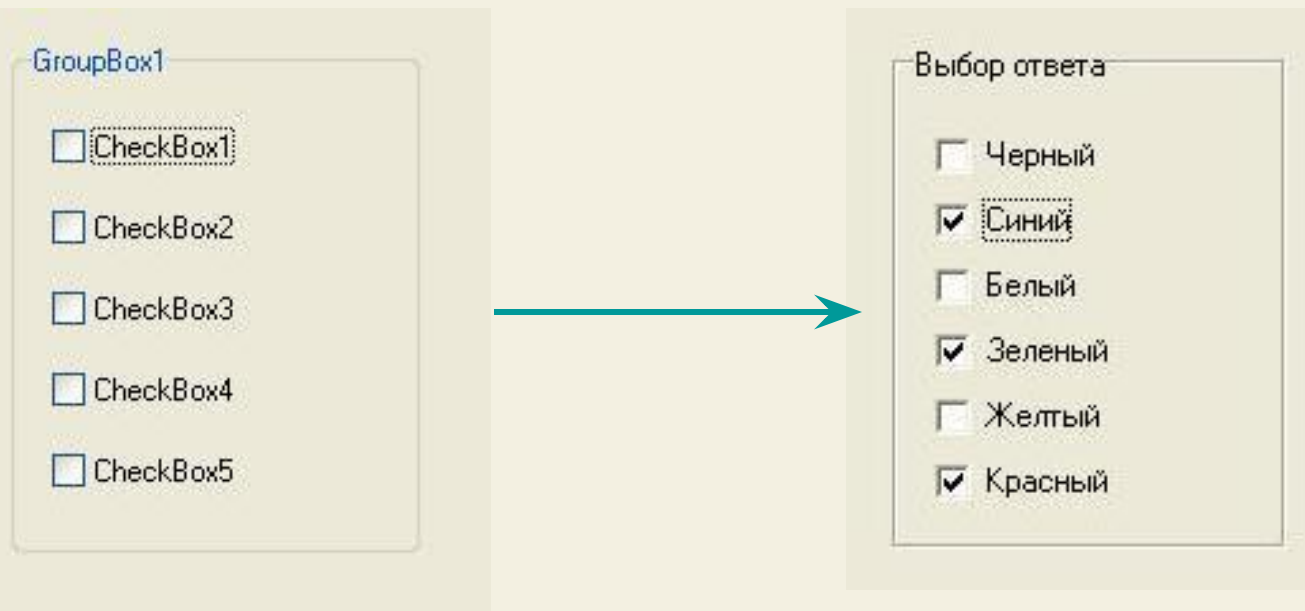 GroupBox1
CheckBox1
CheckBox2
CheckBox3
CheckBox4
CheckBox5
Выбор ответа
Черный
Синий
Белый
Зеленый
Желтый
Красный